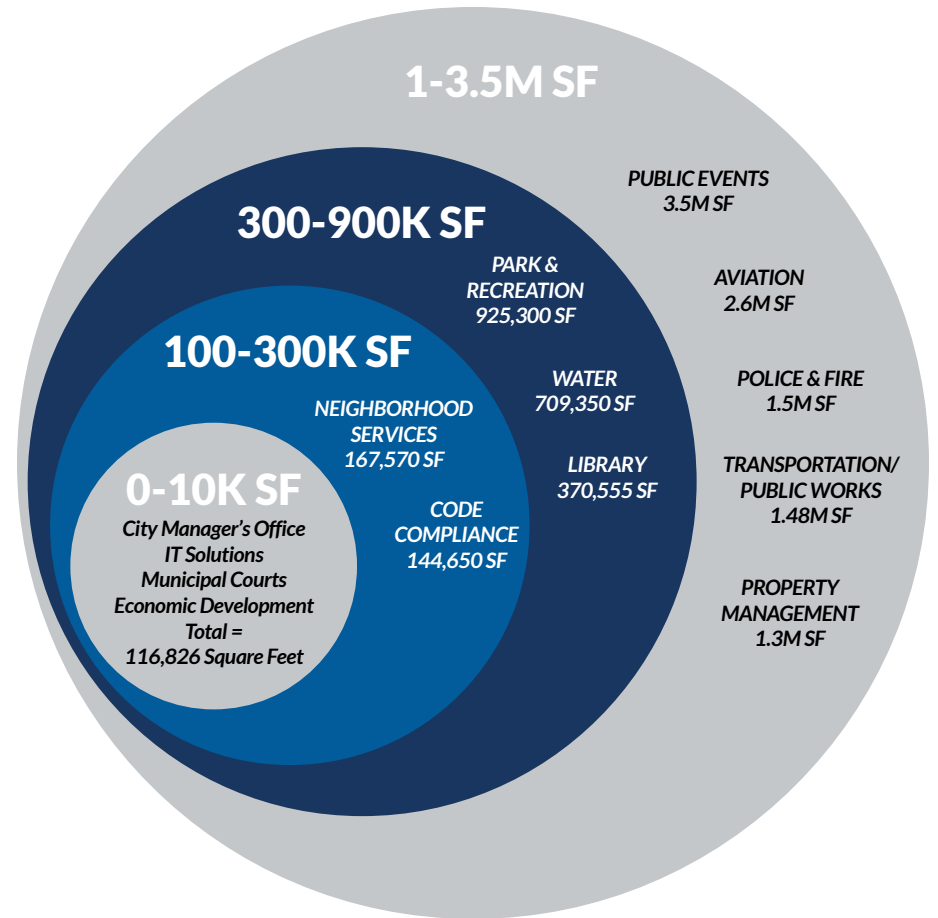 1-3.5M SF
PUBLIC EVENTS
3.5M SF
AVIATION
2.6M SF
POLICE & FIRE
1.5M SF
TRANSPORTATION/
PUBLIC WORKS
1.48M SF
PROPERTY
MANAGEMENT
1.3M SF
300-900K SF
PARK &
RECREATION
925,300 SF
WATER
709,350 SF
LIBRARY
370,555 SF
100-300K SF
NEIGHBORHOOD
SERVICES
167,570 SF
CODE
COMPLIANCE
144,650 SF
0-10K SF
City Manager's Office
IT Solutions
Municipal Courts
Economic Development
Total =
116,826 Square Feet